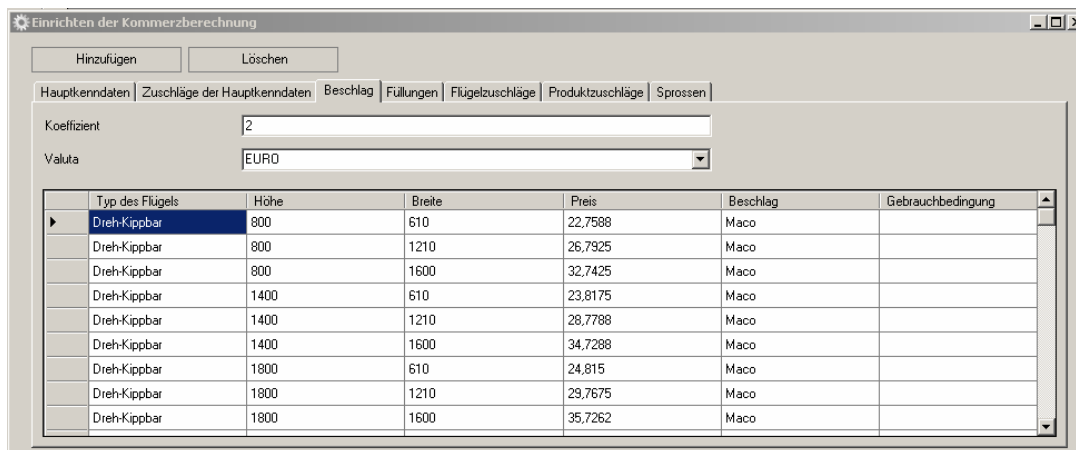 Einrichten der Kommerzberechnung
Hinzufügen Löschen
Hauptkenndaten Zuschläge der Hauptkenndaten Beschlag Füllungen Flügelzuschläge Produktzuschläge Sprossen
Koeffizient 2
Valuta EURO
Typ des Flügels Höhe Breite Preis Beschlag Gebrauchbedingung
Dreh-Kippbar 800 610 22,7588 Maco
Dreh-Kippbar 800 1210 26,7925 Maco
Dreh-Kippbar 800 1600 32,7425 Maco
Dreh-Kippbar 1400 610 23,8175 Maco
Dreh-Kippbar 1400 1210 28,7788 Maco
Dreh-Kippbar 1400 1600 34,7288 Maco
Dreh-Kippbar 1800 610 24,815 Maco
Dreh-Kippbar 1800 1210 29,7675 Maco
Dreh-Kippbar 1800 1600 35,7262 Maco